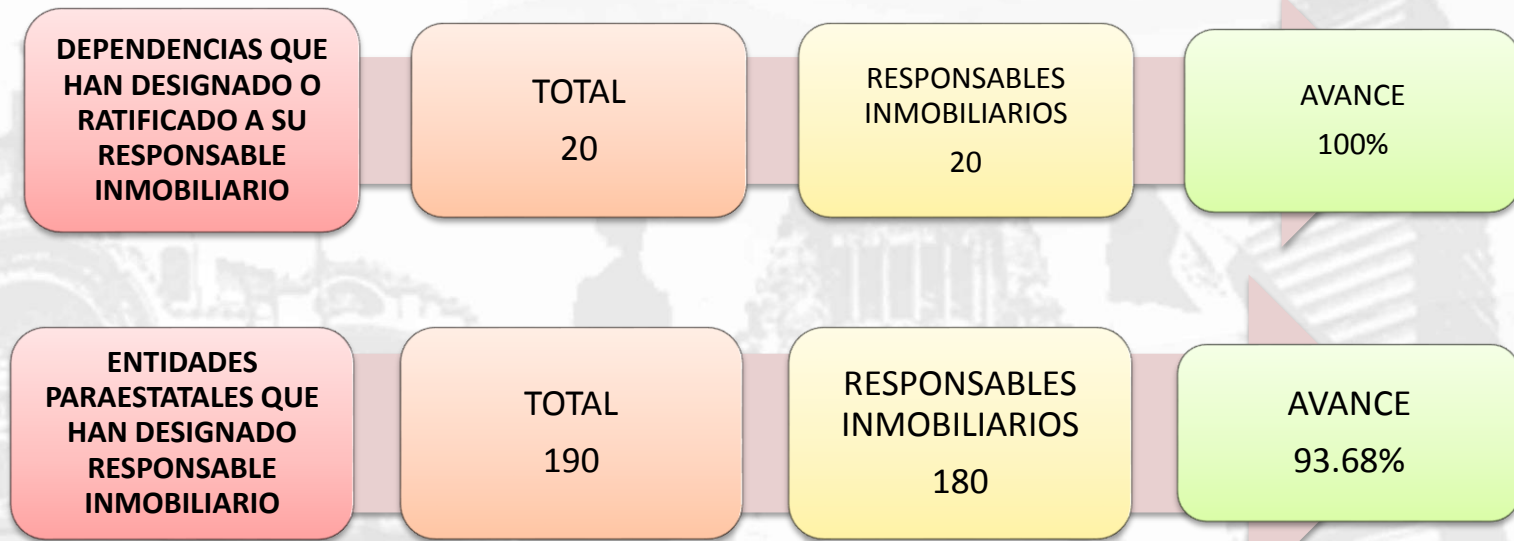 DEPENDENCIAS QUE
HAN DESIGNADO O
RATIFICADO A SU
RESPONSABLE
INMOBILIARIO
TOTAL
20
RESPONSABLES
INMOBILIARIOS
20
AVANCE
100%
ENTIDADES
PARAESTATALES QUE
HAN DESIGNADO
RESPONSABLE
INMOBILIARIO
TOTAL
190
RESPONSABLES
INMOBILIARIOS
180
AVANCE
93.68%